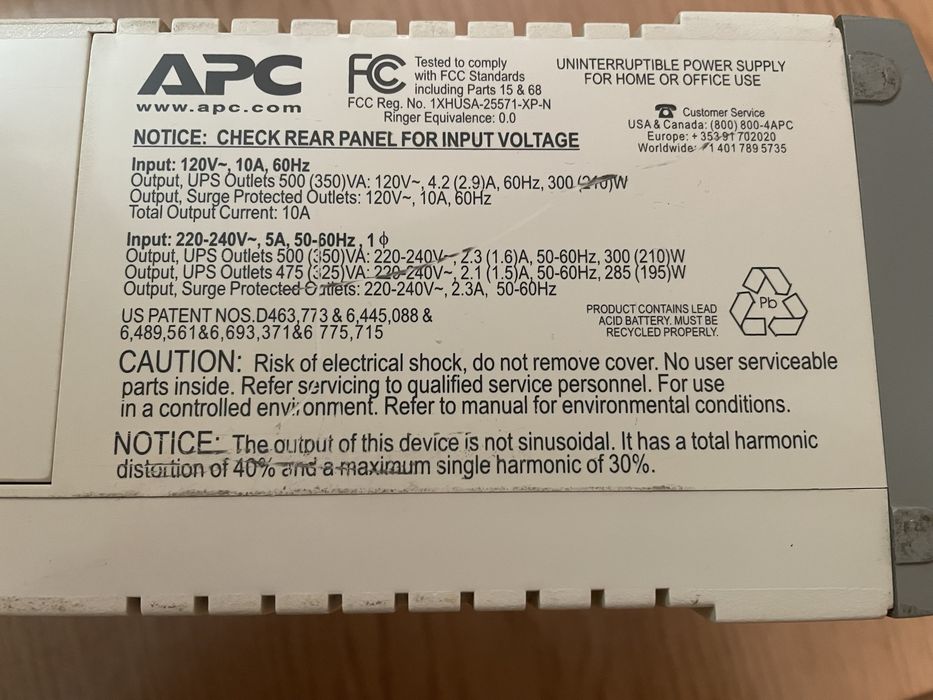 APC
www.apc.com
FC
Tested to comply
with FCC Standards
including Parts 15 & 68
FCC Reg. No. 1XHUSA-25571-XP-N
Ringer Equivalence: 0.0
UNINTERRUPTIBLE POWER SUPPLY
FOR HOME OR OFFICE USE
Customer Service
USA & Canada: (800) 800-4APC
Europe: + 353 91 702020
Worldwide: 1 401 789 5735
NOTICE: CHECK REAR PANEL FOR INPUT VOLTAGE
Input: 120V~, 10A, 60Hz
Output, UPS Outlets 500 (350)VA: 120V~, 4.2 (2.9)A, 60Hz, 300 (210)W
Output, Surge Protected Outlets: 120V~, 10A, 60Hz
Total Output Current: 10A
Input: 220-240V~, 5A, 50-60Hz, 1 ϕ
Output, UPS Outlets 500 (350)VA: 220-240V~, 2.3 (1.6)A, 50-60Hz, 300 (210)W
Output, UPS Outlets 475 (325)VA: 220-240V~, 2.1 (1.5)A, 50-60Hz, 285 (195)W
Output, Surge Protected Outlets: 220-240V~, 2.3A, 50-60Hz
US PATENT NOS.D463,773 & 6,445,088 &
6,489,561&6,693,371&6 775,715
PRODUCT CONTAINS LEAD
ACID BATTERY. MUST BE
RECYCLED PROPERLY.
Pb
CAUTION: Risk of electrical shock, do not remove cover. No user serviceable
parts inside. Refer servicing to qualified service personnel. For use
in a controlled environment. Refer to manual for environmental conditions.
NOTICE: The output of this device is not sinusoidal. It has a total harmonic
distortion of 40% and a maximum single harmonic of 30%.